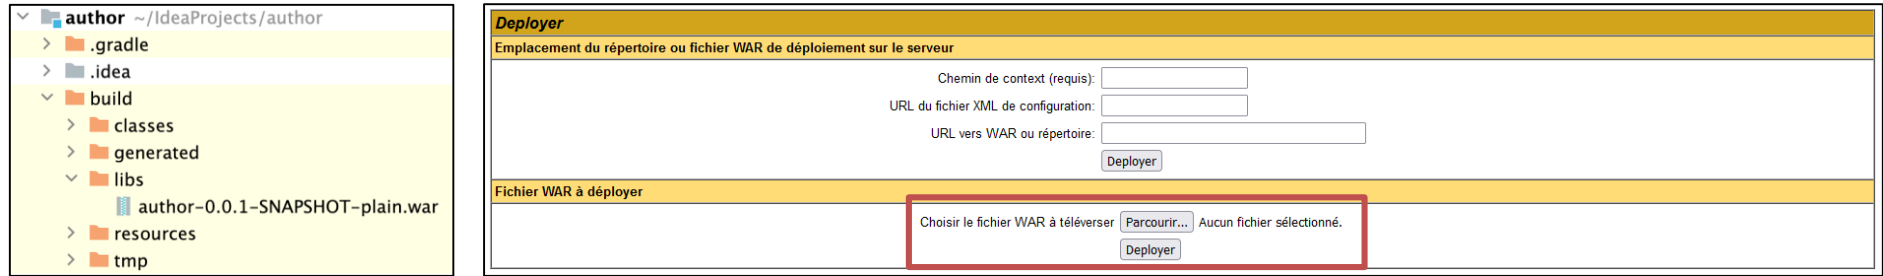 author ~/IdeaProjects/author
.gradle
.idea
build
classes
generated
libs
author-0.0.1-SNAPSHOT-plain.war
resources
tmp
Deployer
Emplacement du répertoire ou fichier WAR de déploiement sur le serveur
Chemin de context (requis):
URL du fichier XML de configuration:
URL vers WAR ou répertoire:
Deployer
Fichier WAR à déployer
Choisir le fichier WAR à téléverser Parcourir... Aucun fichier sélectionné.
Deployer